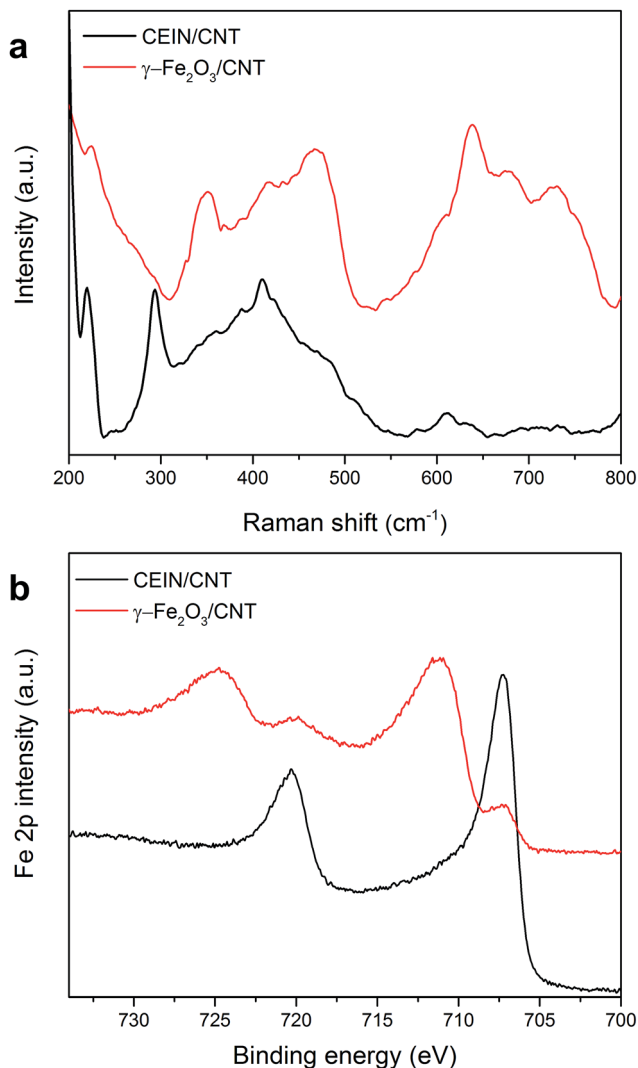 a
CEIN/CNT
γ–Fe₂O₃/CNT
Intensity (a.u.)
200 300 400 500 600 700 800
Raman shift (cm⁻¹)
b
CEIN/CNT
γ–Fe₂O₃/CNT
Fe 2p intensity (a.u.)
730 725 720 715 710 705 700
Binding energy (eV)